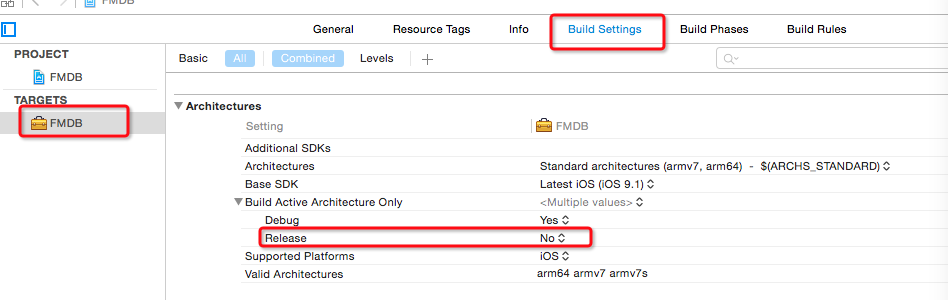 FMDB
General Resource Tags Info Build Settings Build Phases Build Rules
PROJECT
FMDB
TARGETS
FMDB
Basic All Combined Levels +
Architectures
Setting FMDB
Additional SDKs
Architectures Standard architectures (armv7, arm64) - $(ARCHS_STANDARD)
Base SDK Latest iOS (iOS 9.1)
Build Active Architecture Only <Multiple values>
Debug Yes
Release No
Supported Platforms iOS
Valid Architectures arm64 armv7 armv7s